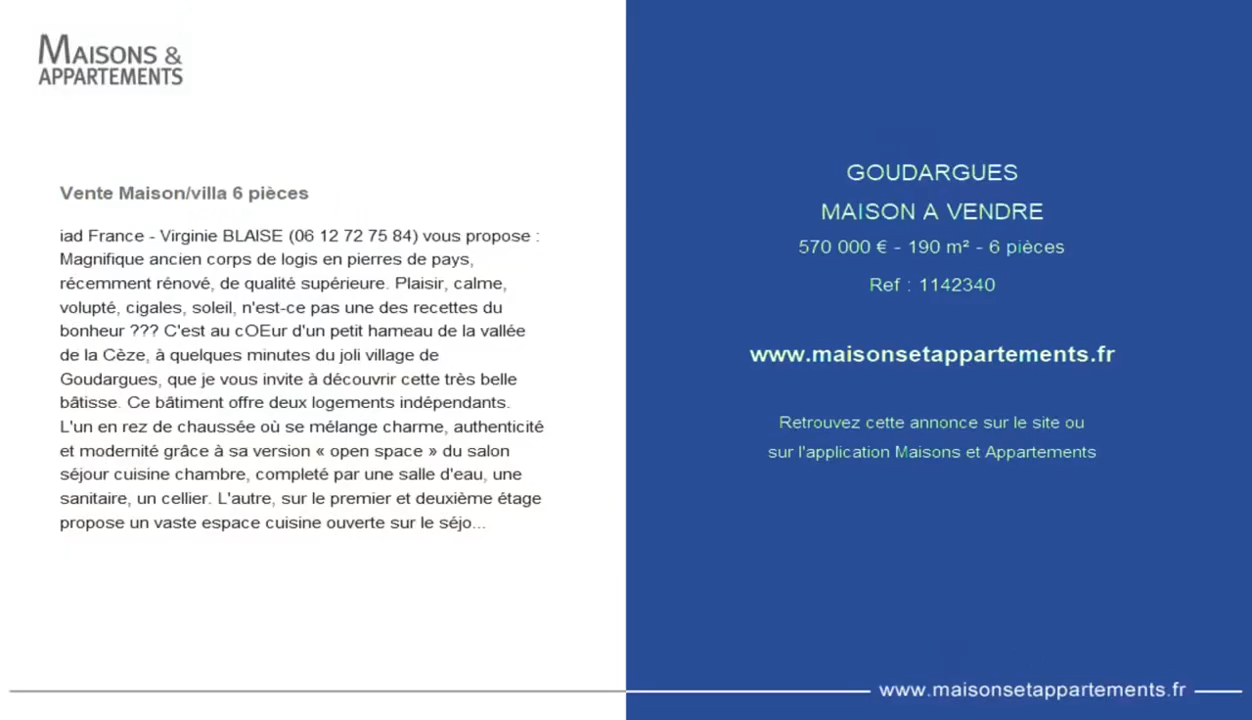 MAISONS &
APPARTEMENTS
Vente Maison/villa 6 pièces
iad France - Virginie BLAISE (06 12 72 75 84) vous propose :
Magnifique ancien corps de logis en pierres de pays,
récemment rénové, de qualité supérieure. Plaisir, calme,
volupté, cigales, soleil, n'est-ce pas une des recettes du
bonheur ??? C'est au cOEur d'un petit hameau de la vallée
de la Cèze, à quelques minutes du joli village de
Goudargues, que je vous invite à découvrir cette très belle
bâtisse. Ce bâtiment offre deux logements indépendants.
L'un en rez de chaussée où se mélange charme, authenticité
et modernité grâce à sa version « open space » du salon
séjour cuisine chambre, completé par une salle d'eau, une
sanitaire, un cellier. L'autre, sur le premier et deuxième étage
propose un vaste espace cuisine ouverte sur le séjo...
GOUDARGUES
MAISON A VENDRE
570 000 € - 190 m² - 6 pièces
Ref : 1142340
www.maisonsetappartements.fr
Retrouvez cette annonce sur le site ou
sur l'application Maisons et Appartements
www.maisonsetappartements.fr